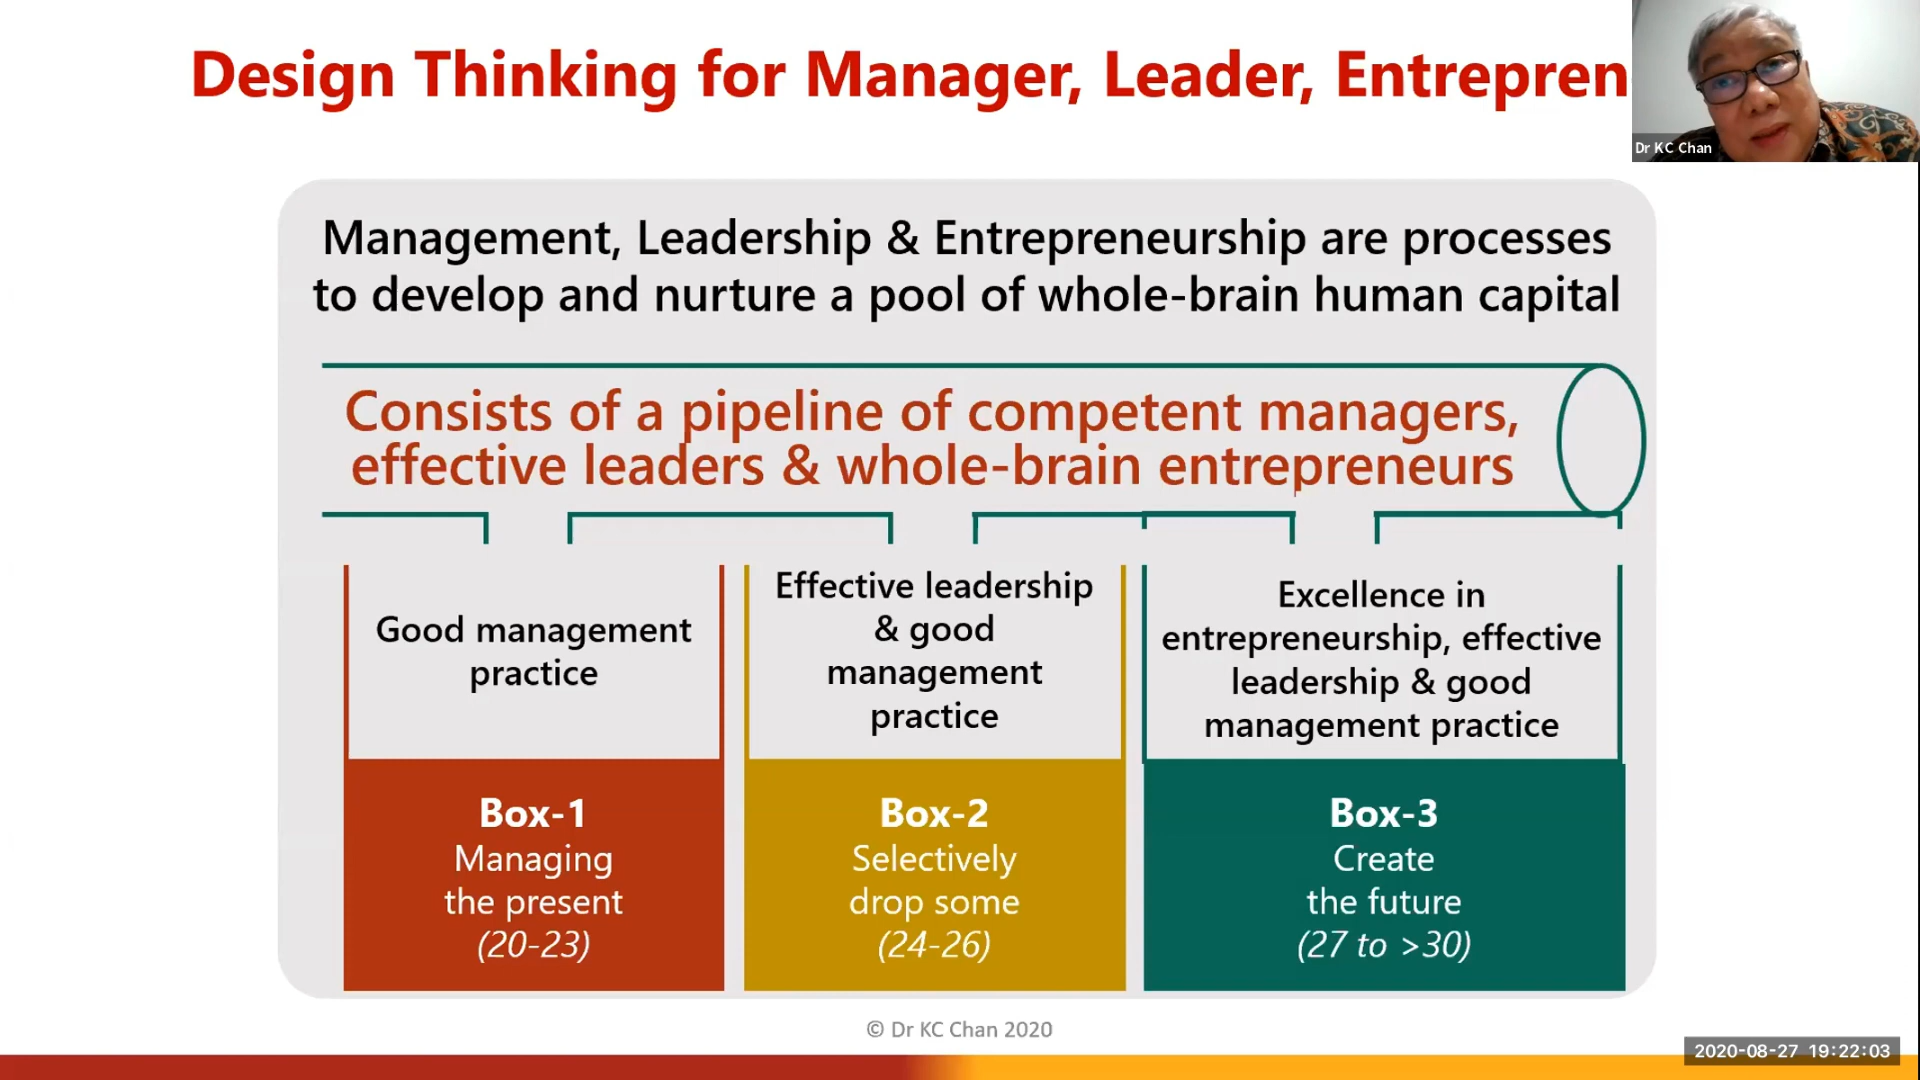 Design Thinking for Manager, Leader, Entrepren
Dr KC Chan
Management, Leadership & Entrepreneurship are processes
to develop and nurture a pool of whole-brain human capital
Consists of a pipeline of competent managers,
effective leaders & whole-brain entrepreneurs
Good management
practice
Effective leadership
& good
management
practice
Excellence in
entrepreneurship, effective
leadership & good
management practice
Box-1
Managing
the present
(20-23)
Box-2
Selectively
drop some
(24-26)
Box-3
Create
the future
(27 to >30)
© Dr KC Chan 2020
2020-08-27 19:22:03